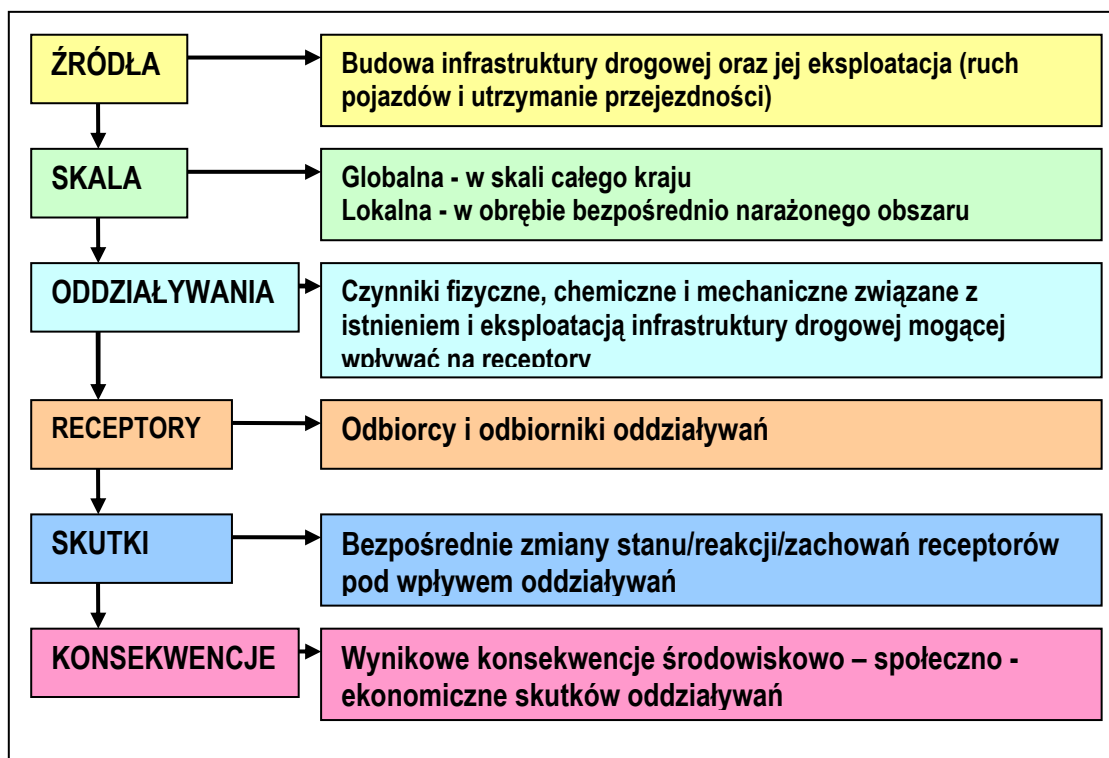 ŹRÓDŁA
Budowa infrastruktury drogowej oraz jej eksploatacja (ruch
pojazdów i utrzymanie przejezdności)
SKALA
Globalna - w skali całego kraju
Lokalna - w obrębie bezpośrednio narażonego obszaru
ODDZIAŁYWANIA
Czynniki fizyczne, chemiczne i mechaniczne związane z
istnieniem i eksploatacją infrastruktury drogowej mogącej
wpływać na receptory
RECEPTORY
Odbiorcy i odbiorniki oddziaływań
SKUTKI
Bezpośrednie zmiany stanu/reakcji/zachowań receptorów
pod wpływem oddziaływań
KONSEKWENCJE
Wynikowe konsekwencje środowiskowo – społeczno -
ekonomiczne skutków oddziaływań